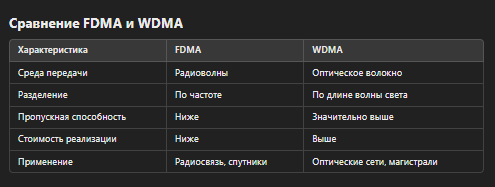 Сравнение FDMA и WDMA
Характеристика FDMA WDMA
Среда передачи Радиоволны Оптическое волокно
Разделение По частоте По длине волны света
Пропускная способность Ниже Значительно выше
Стоимость реализации Ниже Выше
Применение Радиосвязь, спутники Оптические сети, магистрали